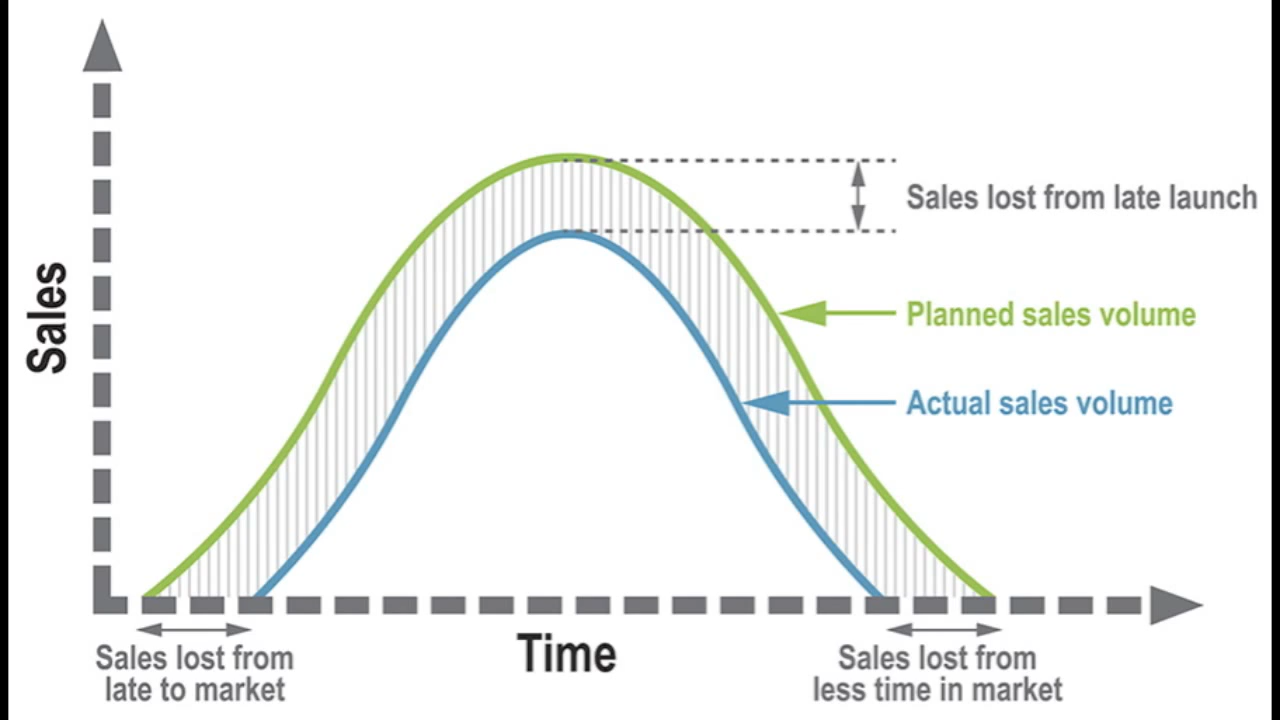 Sales lost from late launch
Planned sales volume
Actual sales volume
Sales
Time
Sales lost from
late to market
Sales lost from
less time in market